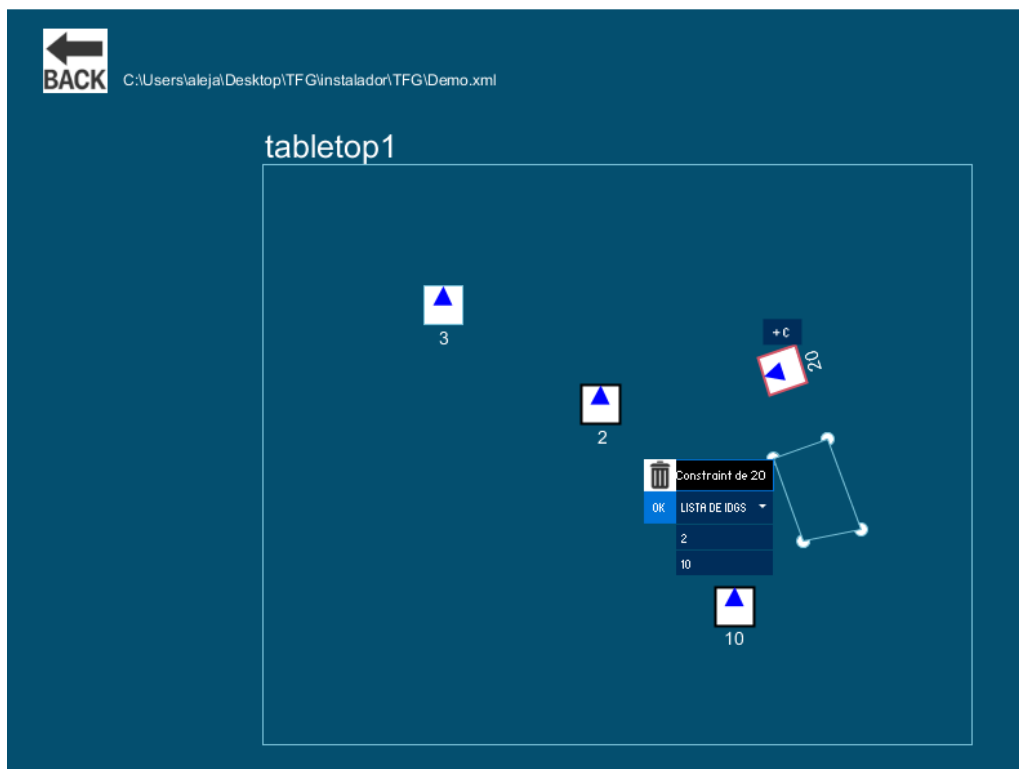 BACK
C:\Users\aleja\Desktop\TFG\instalador\TFG\Demo.xml
tabletop1
3
+C
20
2
Constraint de 20
OK
LISTA DE IDGS
2
10
10